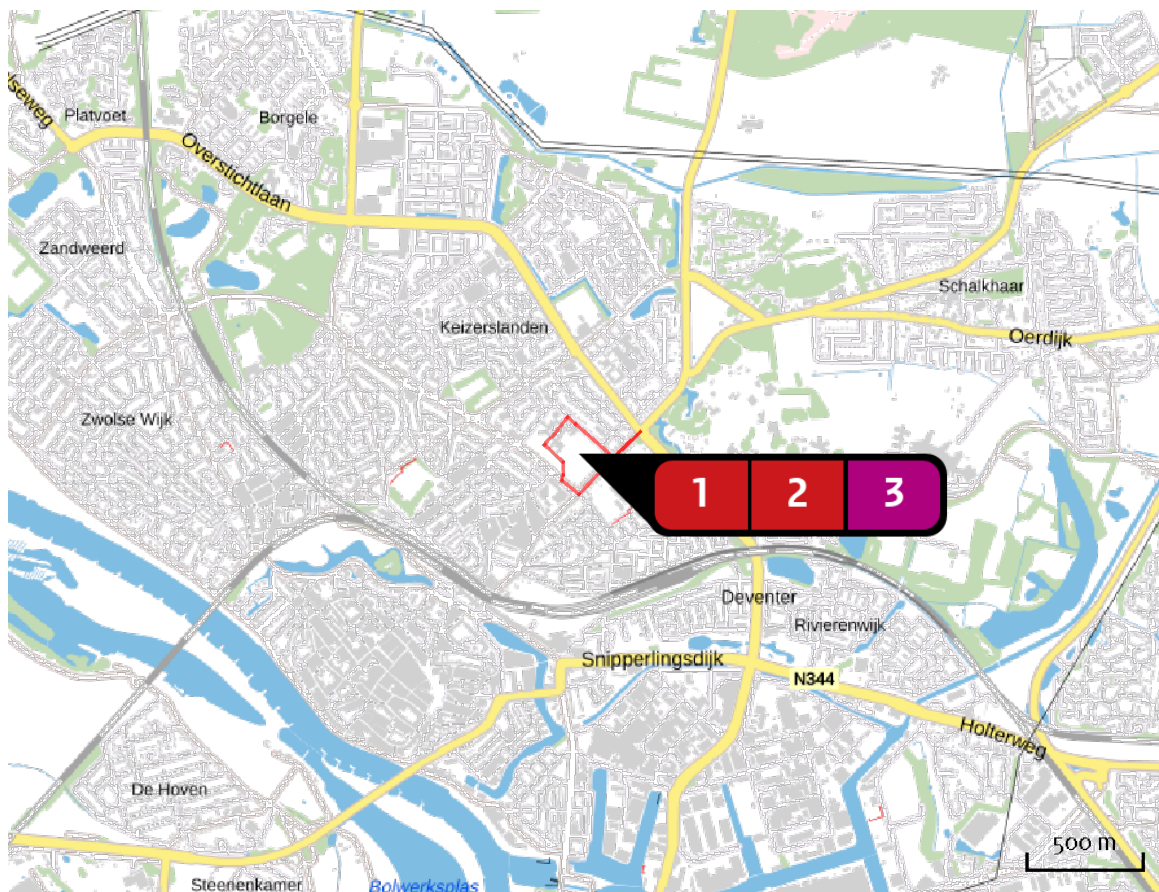 lseweg
Platvoet
Borgele
Overstichtlaan
Zandweerd
Schalkhaar
Keizerslanden
Oerdijk
Zwolse Wijk
1 2 3
Deventer
Rivierenwijk
Snipperlingsdijk
N344
Holterweg
De Hoven
500 m
Steenenkamer
Bolwerksplas